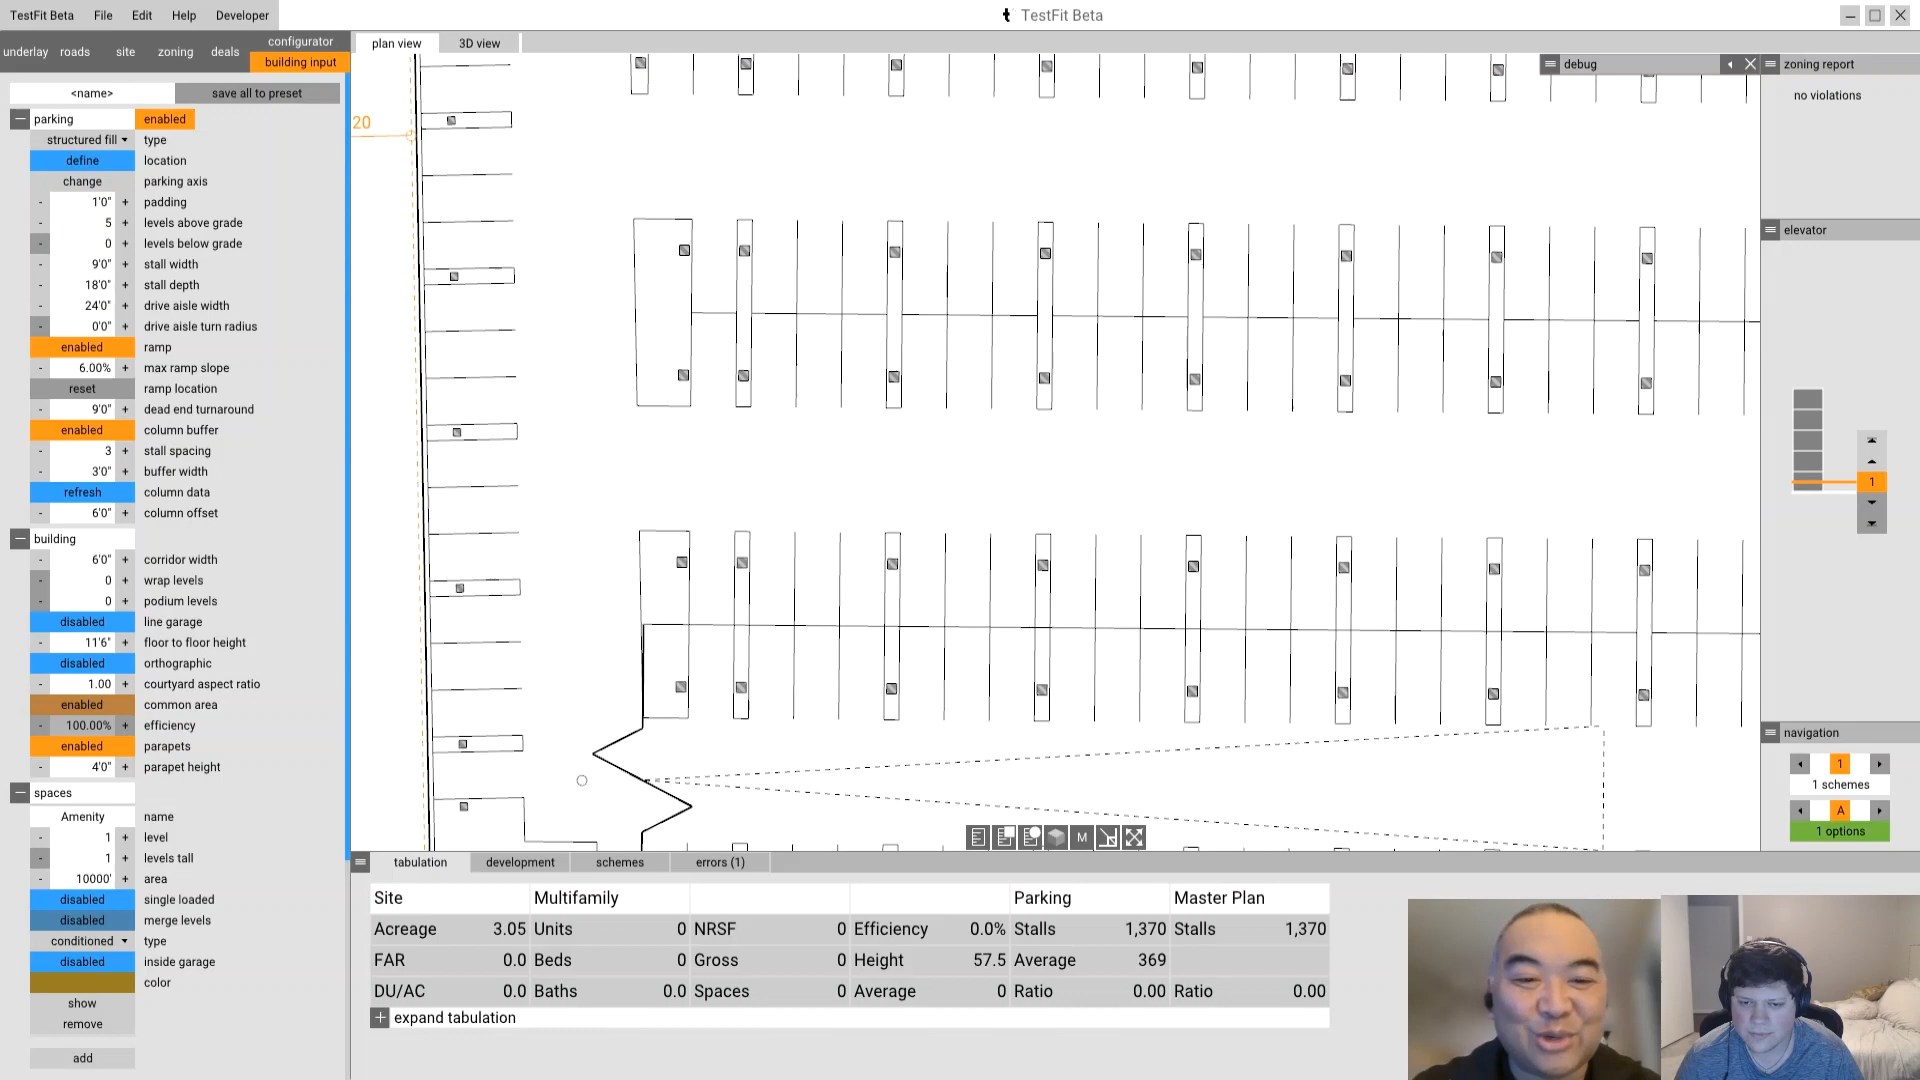 TestFit Beta File Edit Help Developer
TestFit Beta
underlay roads site zoning deals configurator
building input
plan view 3D view
<name> save all to preset
parking enabled
structured fill type
define location
change parking axis
- 1'0" + padding
- 5 + levels above grade
- 0 + levels below grade
- 9'0" + stall width
- 18'0" + stall depth
- 24'0" + drive aisle width
- 0'0" + drive aisle turn radius
enabled ramp
- 6.00% + max ramp slope
reset ramp location
- 9'0" + dead end turnaround
enabled column buffer
- 3 + stall spacing
- 3'0" + buffer width
refresh column data
- 6'0" + column offset
building
- 6'0" + corridor width
- 0 + wrap levels
- 0 + podium levels
disabled line garage
- 11'6" + floor to floor height
disabled orthographic
- 1.00 + courtyard aspect ratio
enabled common area
- 100.00% + efficiency
enabled parapets
- 4'0" + parapet height
spaces
Amenity name
- 1 + level
- 1 + levels tall
- 10000' + area
disabled single loaded
disabled merge levels
conditioned type
disabled inside garage
color
show
remove
add
20
debug
zoning report
no violations
elevator
1
navigation
1
1 schemes
A
1 options
M
tabulation development schemes errors (1)
Site Multifamily Parking Master Plan
Acreage 3.05 Units 0 NRSF 0 Efficiency 0.0% Stalls 1,370 Stalls 1,370
FAR 0.0 Beds 0 Gross 0 Height 57.5 Average 369
DU/AC 0.0 Baths 0.0 Spaces 0 Average 0 Ratio 0.00 Ratio 0.00
+ expand tabulation